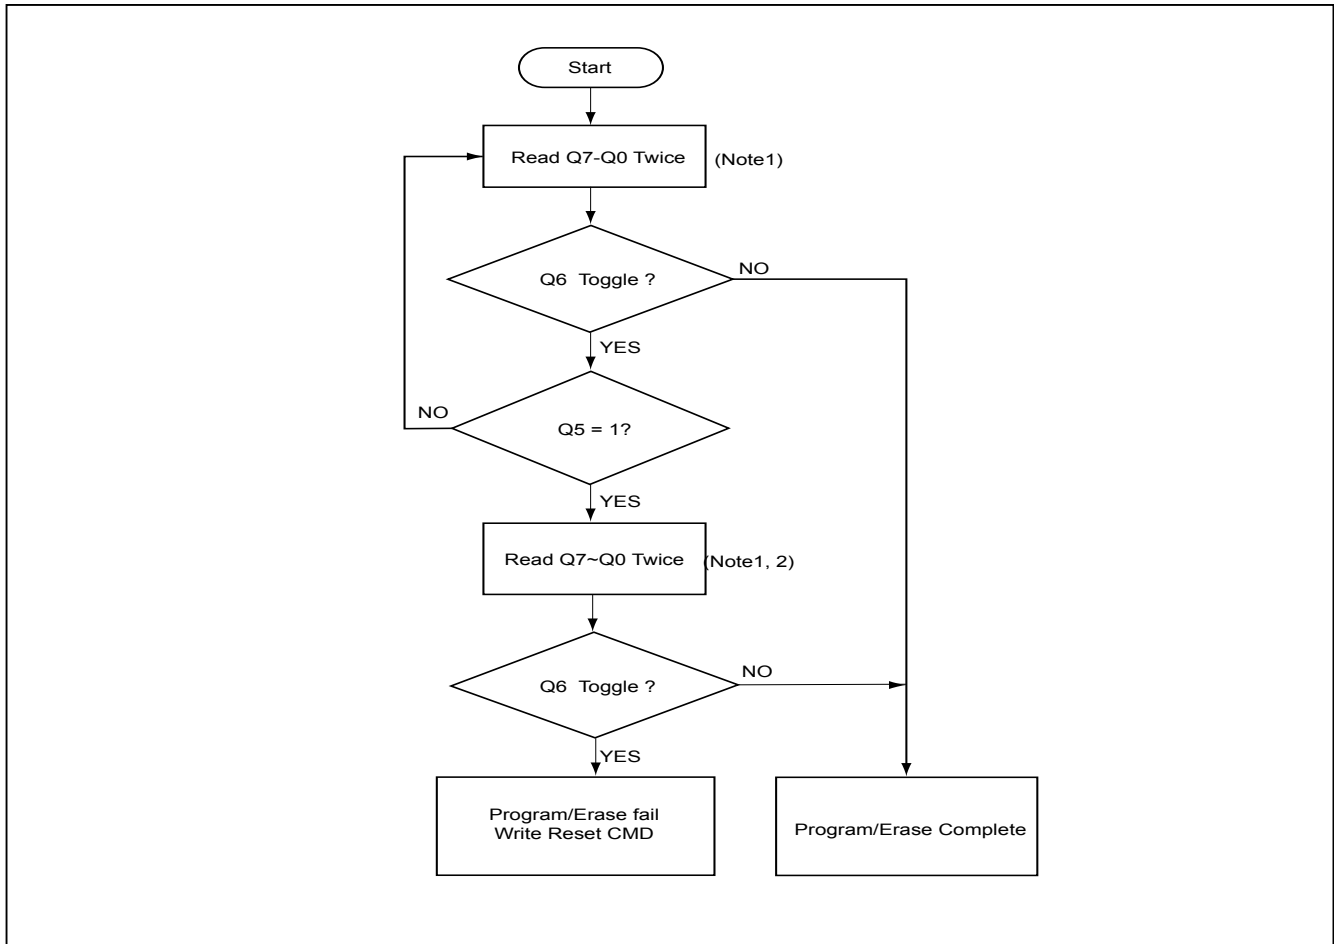 Start
Read Q7-Q0 Twice
(Note1)
Q6 Toggle ?
NO
YES
Q5 = 1?
NO
YES
Read Q7~Q0 Twice
(Note1, 2)
Q6 Toggle ?
NO
YES
Program/Erase fail
Write Reset CMD
Program/Erase Complete